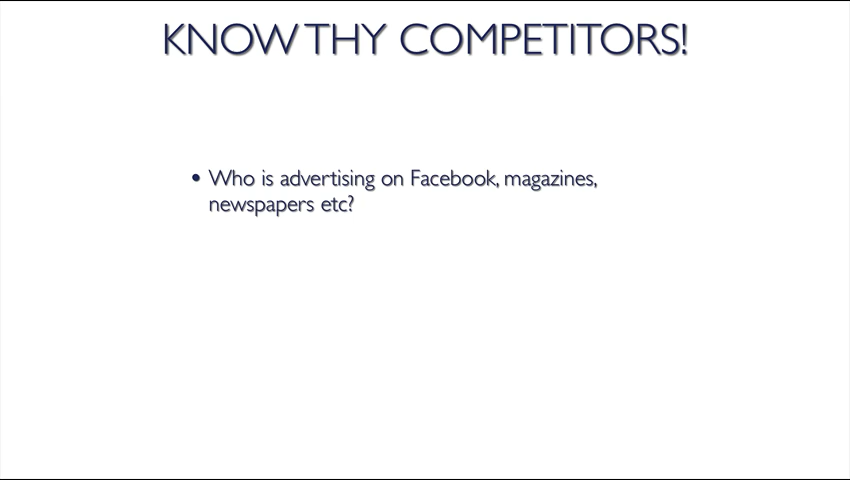 KNOW THY COMPETITORS!
• Who is advertising on Facebook, magazines,
newspapers etc?